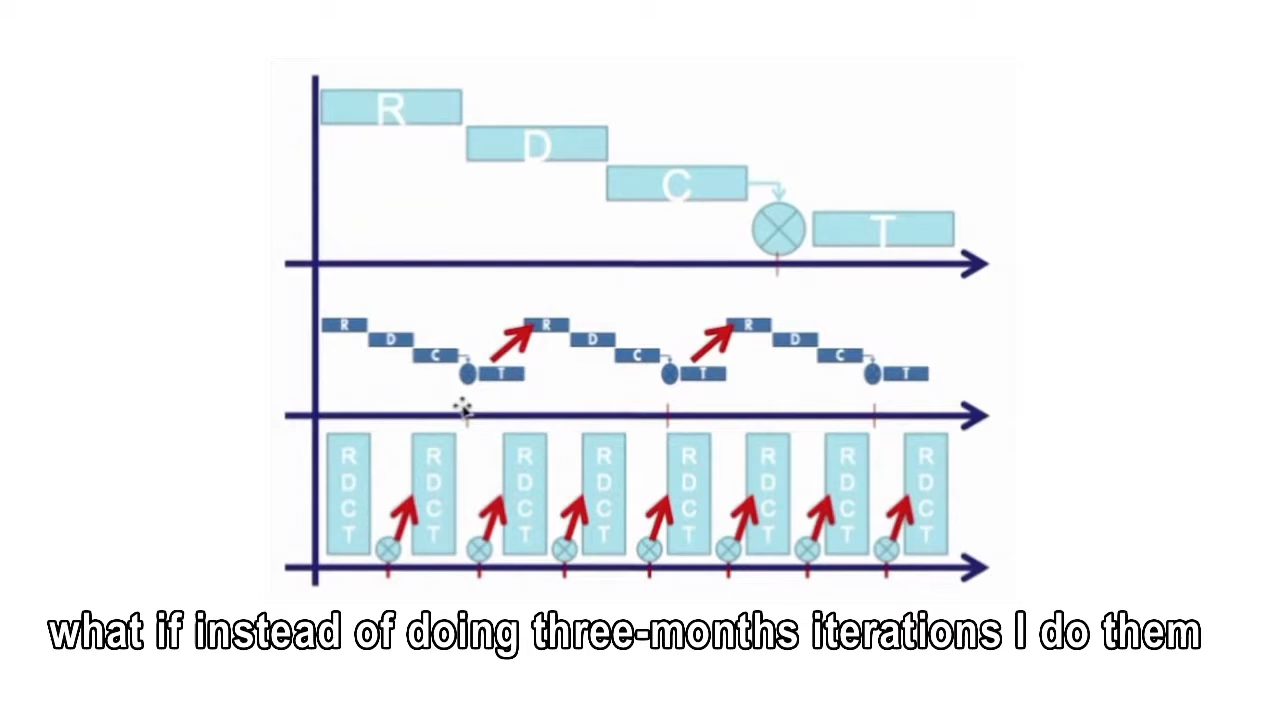 R
D
C
T
R D C T R D C T R D C T
R R R R R R R R
D D D D D D D D
C C C C C C C C
T T T T T T T T
what if instead of doing three-months iterations I do them